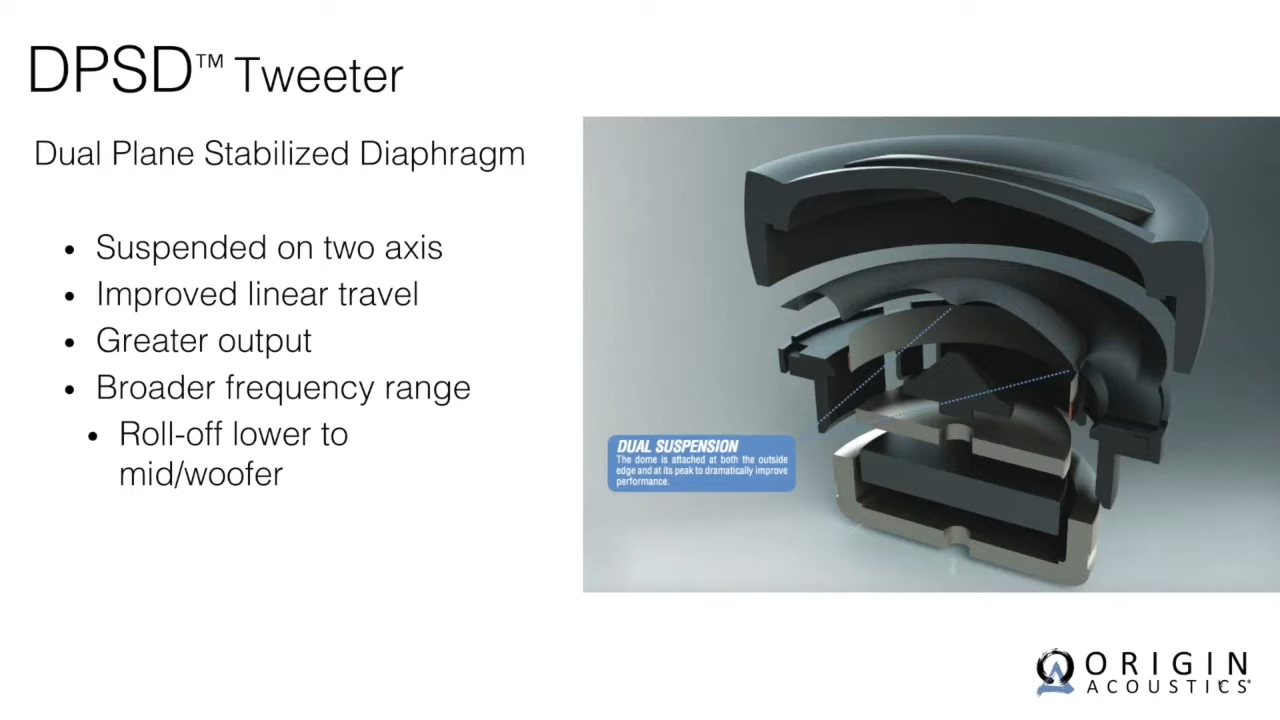 DPSD™ Tweeter
Dual Plane Stabilized Diaphragm
• Suspended on two axis
• Improved linear travel
• Greater output
• Broader frequency range
• Roll-off lower to
mid/woofer
DUAL SUSPENSION
The dome is attached at both the outside
edge and at its peak to dramatically improve
performance.
ORIGIN
ACOUSTICS®